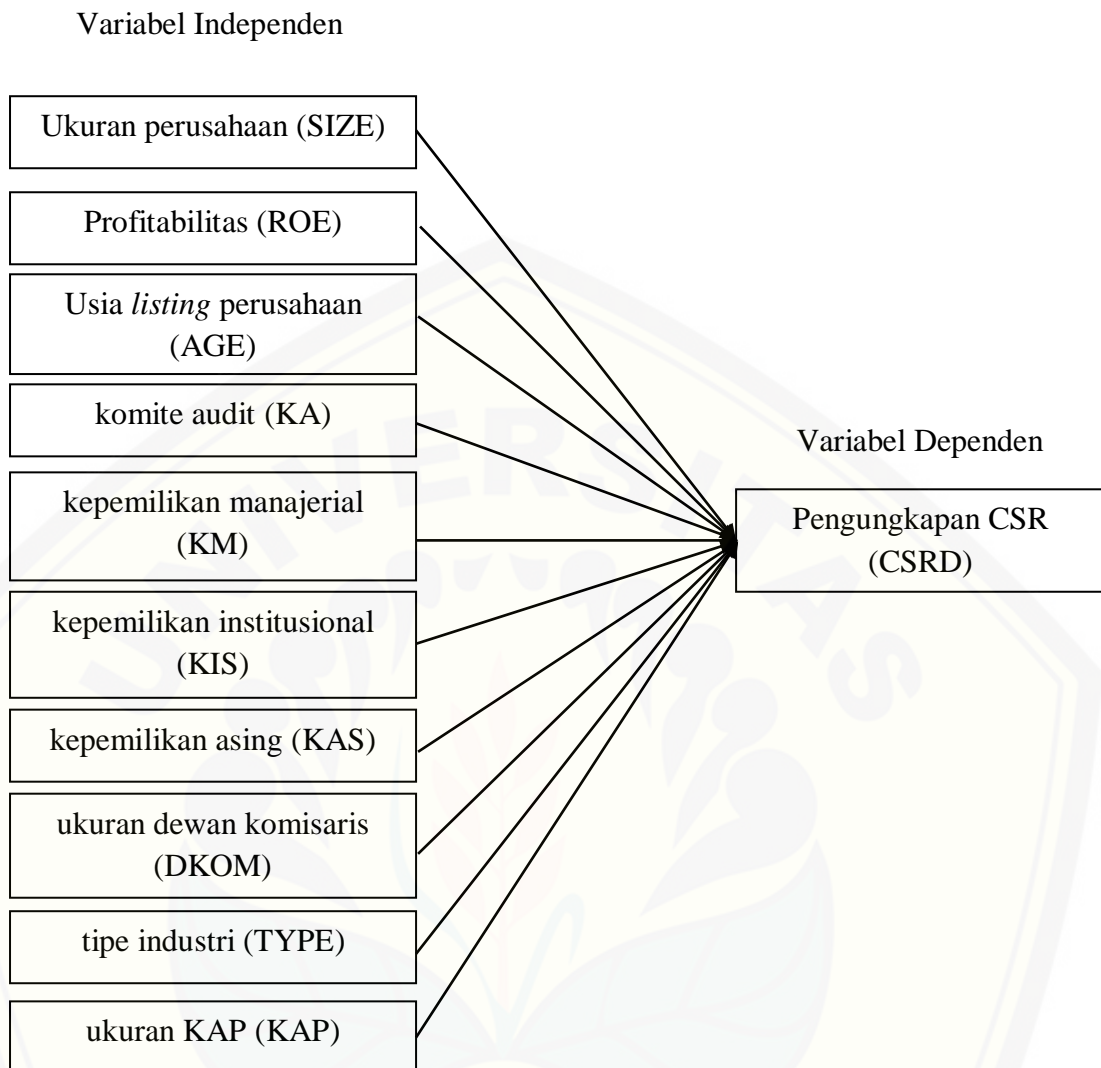 Variabel Independen
Ukuran perusahaan (SIZE)
Profitabilitas (ROE)
Usia listing perusahaan
(AGE)
komite audit (KA)
kepemilikan manajerial
(KM)
kepemilikan institusional
(KIS)
kepemilikan asing (KAS)
ukuran dewan komisaris
(DKOM)
tipe industri (TYPE)
ukuran KAP (KAP)
Variabel Dependen
Pengungkapan CSR
(CSRD)
UNIVERSITAS